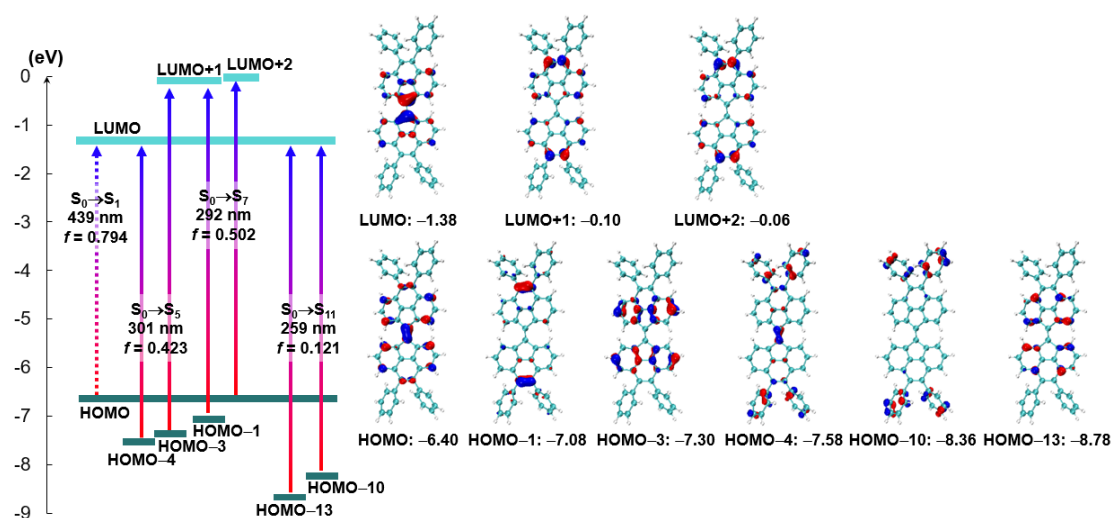 (eV)
0
-1
-2
-3
-4
-5
-6
-7
-8
-9
LUMO+1
LUMO+2
LUMO
S₀→S₁
439 nm
f = 0.794
S₀→S₇
292 nm
f = 0.502
S₀→S₅
301 nm
f = 0.423
S₀→S₁₁
259 nm
f = 0.121
HOMO
HOMO−1
HOMO−3
HOMO−4
HOMO−10
HOMO−13
LUMO: −1.38
LUMO+1: −0.10
LUMO+2: −0.06
HOMO: −6.40
HOMO−1: −7.08
HOMO−3: −7.30
HOMO−4: −7.58
HOMO−10: −8.36
HOMO−13: −8.78